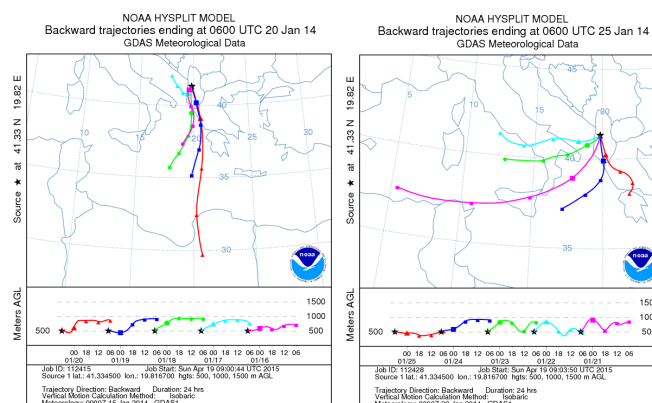 NOAA HYSPLIT MODEL
Backward trajectories ending at 0600 UTC 20 Jan 14
GDAS Meteorological Data
Source ★ at 41.33 N 19.82 E
10
15
20
25
30
40
35
30
noaa
Meters AGL
1500
1000
500
500
00 18 12 06 00 18 12 06 00 18 12 06 00 18 12 06 00 18 12 06
01/20 01/19 01/18 01/17 01/16
Job ID: 112415 Job Start: Sun Apr 19 09:00:44 UTC 2015
Source 1 lat.: 41.334500 lon.: 19.816700 hgts: 500, 1000, 1500 m AGL
Trajectory Direction: Backward Duration: 24 hrs
Vertical Motion Calculation Method: Isobaric
NOAA HYSPLIT MODEL
Backward trajectories ending at 0600 UTC 25 Jan 14
GDAS Meteorological Data
Source ★ at 41.33 N 19.82 E
5
10
45
20
35
noaa
Meters AGL
1500
1000
500
500
00 18 12 06 00 18 12 06 00 18 12 06 00 18 12 06 00 18 12 06
01/25 01/24 01/23 01/22 01/21
Job ID: 112428 Job Start: Sun Apr 19 09:03:50 UTC 2015
Source 1 lat.: 41.334500 lon.: 19.816700 hgts: 500, 1000, 1500 m AGL
Trajectory Direction: Backward Duration: 24 hrs
Vertical Motion Calculation Method: Isobaric